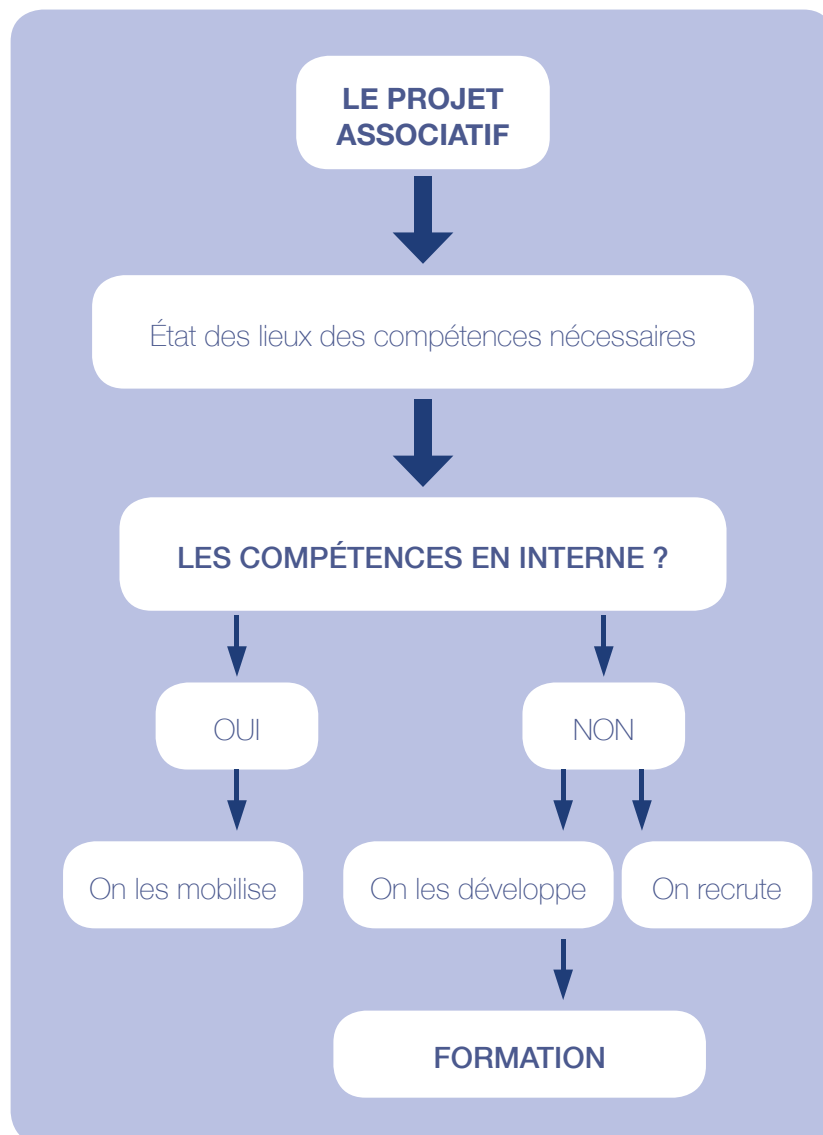 LE PROJET
ASSOCIATIF
État des lieux des compétences nécessaires
LES COMPÉTENCES EN INTERNE ?
OUI
NON
On les mobilise
On les développe
On recrute
FORMATION